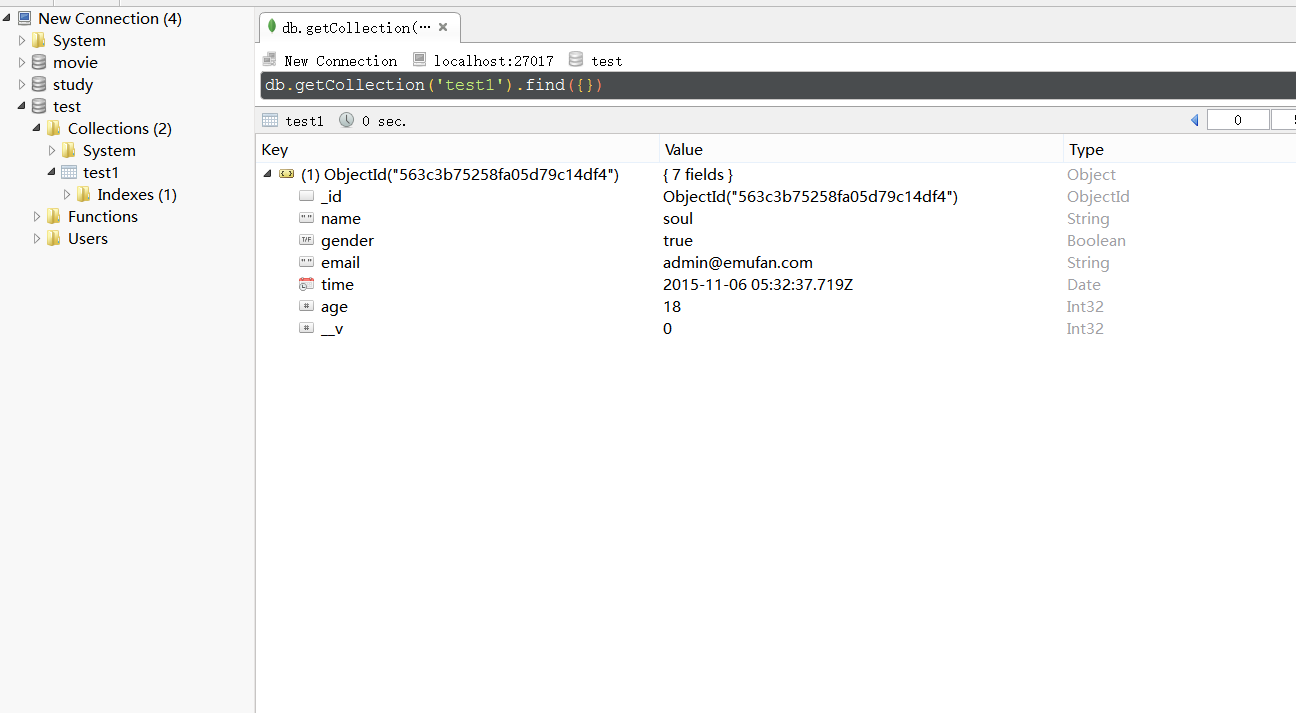 New Connection (4)
System
movie
study
test
Collections (2)
System
test1
Indexes (1)
Functions
Users
db.getCollection(…
New Connection localhost:27017 test
db.getCollection('test1').find({})
test1 0 sec.
0
Key Value Type
(1) ObjectId("563c3b75258fa05d79c14df4") { 7 fields } Object
_id ObjectId("563c3b75258fa05d79c14df4") ObjectId
name soul String
gender true Boolean
email admin@emufan.com String
time 2015-11-06 05:32:37.719Z Date
age 18 Int32
__v 0 Int32